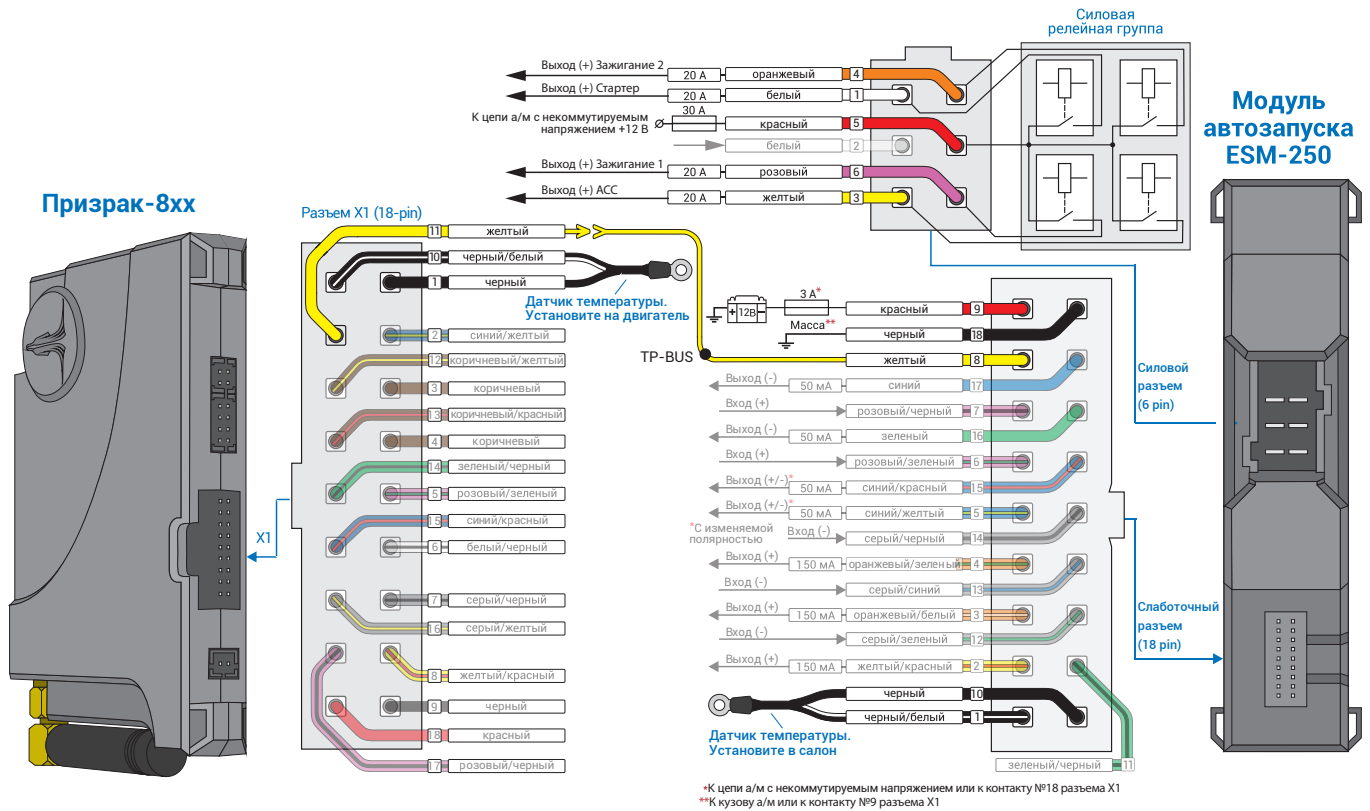 Силовая
релейная группа
Модуль
автозапуска
ESM-250
Выход (+) Зажигание 2
20 А
оранжевый
4
Выход (+) Стартер
20 А
белый
1
30 А
К цепи а/м с некоммутируемым
напряжением +12 В
красный
5
белый
2
Выход (+) Зажигание 1
20 А
розовый
6
Выход (+) АСС
20 А
желтый
3
Призрак-8хх
Разъем X1 (18-pin)
11 желтый
10 черный/белый
1 черный
Датчик температуры.
Установите на двигатель
2 синий/желтый
12 коричневый/желтый
3 коричневый
13 коричневый/красный
4 коричневый
14 зеленый/черный
5 розовый/зеленый
15 синий/красный
6 белый/черный
7 серый/черный
16 серый/желтый
8 желтый/красный
9 черный
18 красный
17 розовый/черный
X1
TP-BUS
+ 12В -
3 А*
красный 9
Масса**
черный 18
желтый 8
Выход (-) 50 мА синий 17
Вход (+) розовый/черный 7
Выход (-) 50 мА зеленый 16
Вход (+) розовый/зеленый 6
Выход (+/-)* 50 мА синий/красный 15
Выход (+/-)* 50 мА синий/желтый 5
*С изменяемой
полярностью
Вход (-) серый/черный 14
Выход (+) 150 мА оранжевый/зеленый 4
Вход (-) серый/синий 13
Выход (+) 150 мА оранжевый/белый 3
Вход (-) серый/зеленый 12
Выход (+) 150 мА желтый/красный 2
черный 10
черный/белый 1
Датчик температуры.
Установите в салон
зеленый/черный 11
Силовой
разъем
(6 pin)
Слаботочный
разъем
(18 pin)
*К цепи а/м с некоммутируемым напряжением или к контакту №18 разъема X1
**К кузову а/м или к контакту №9 разъема X1